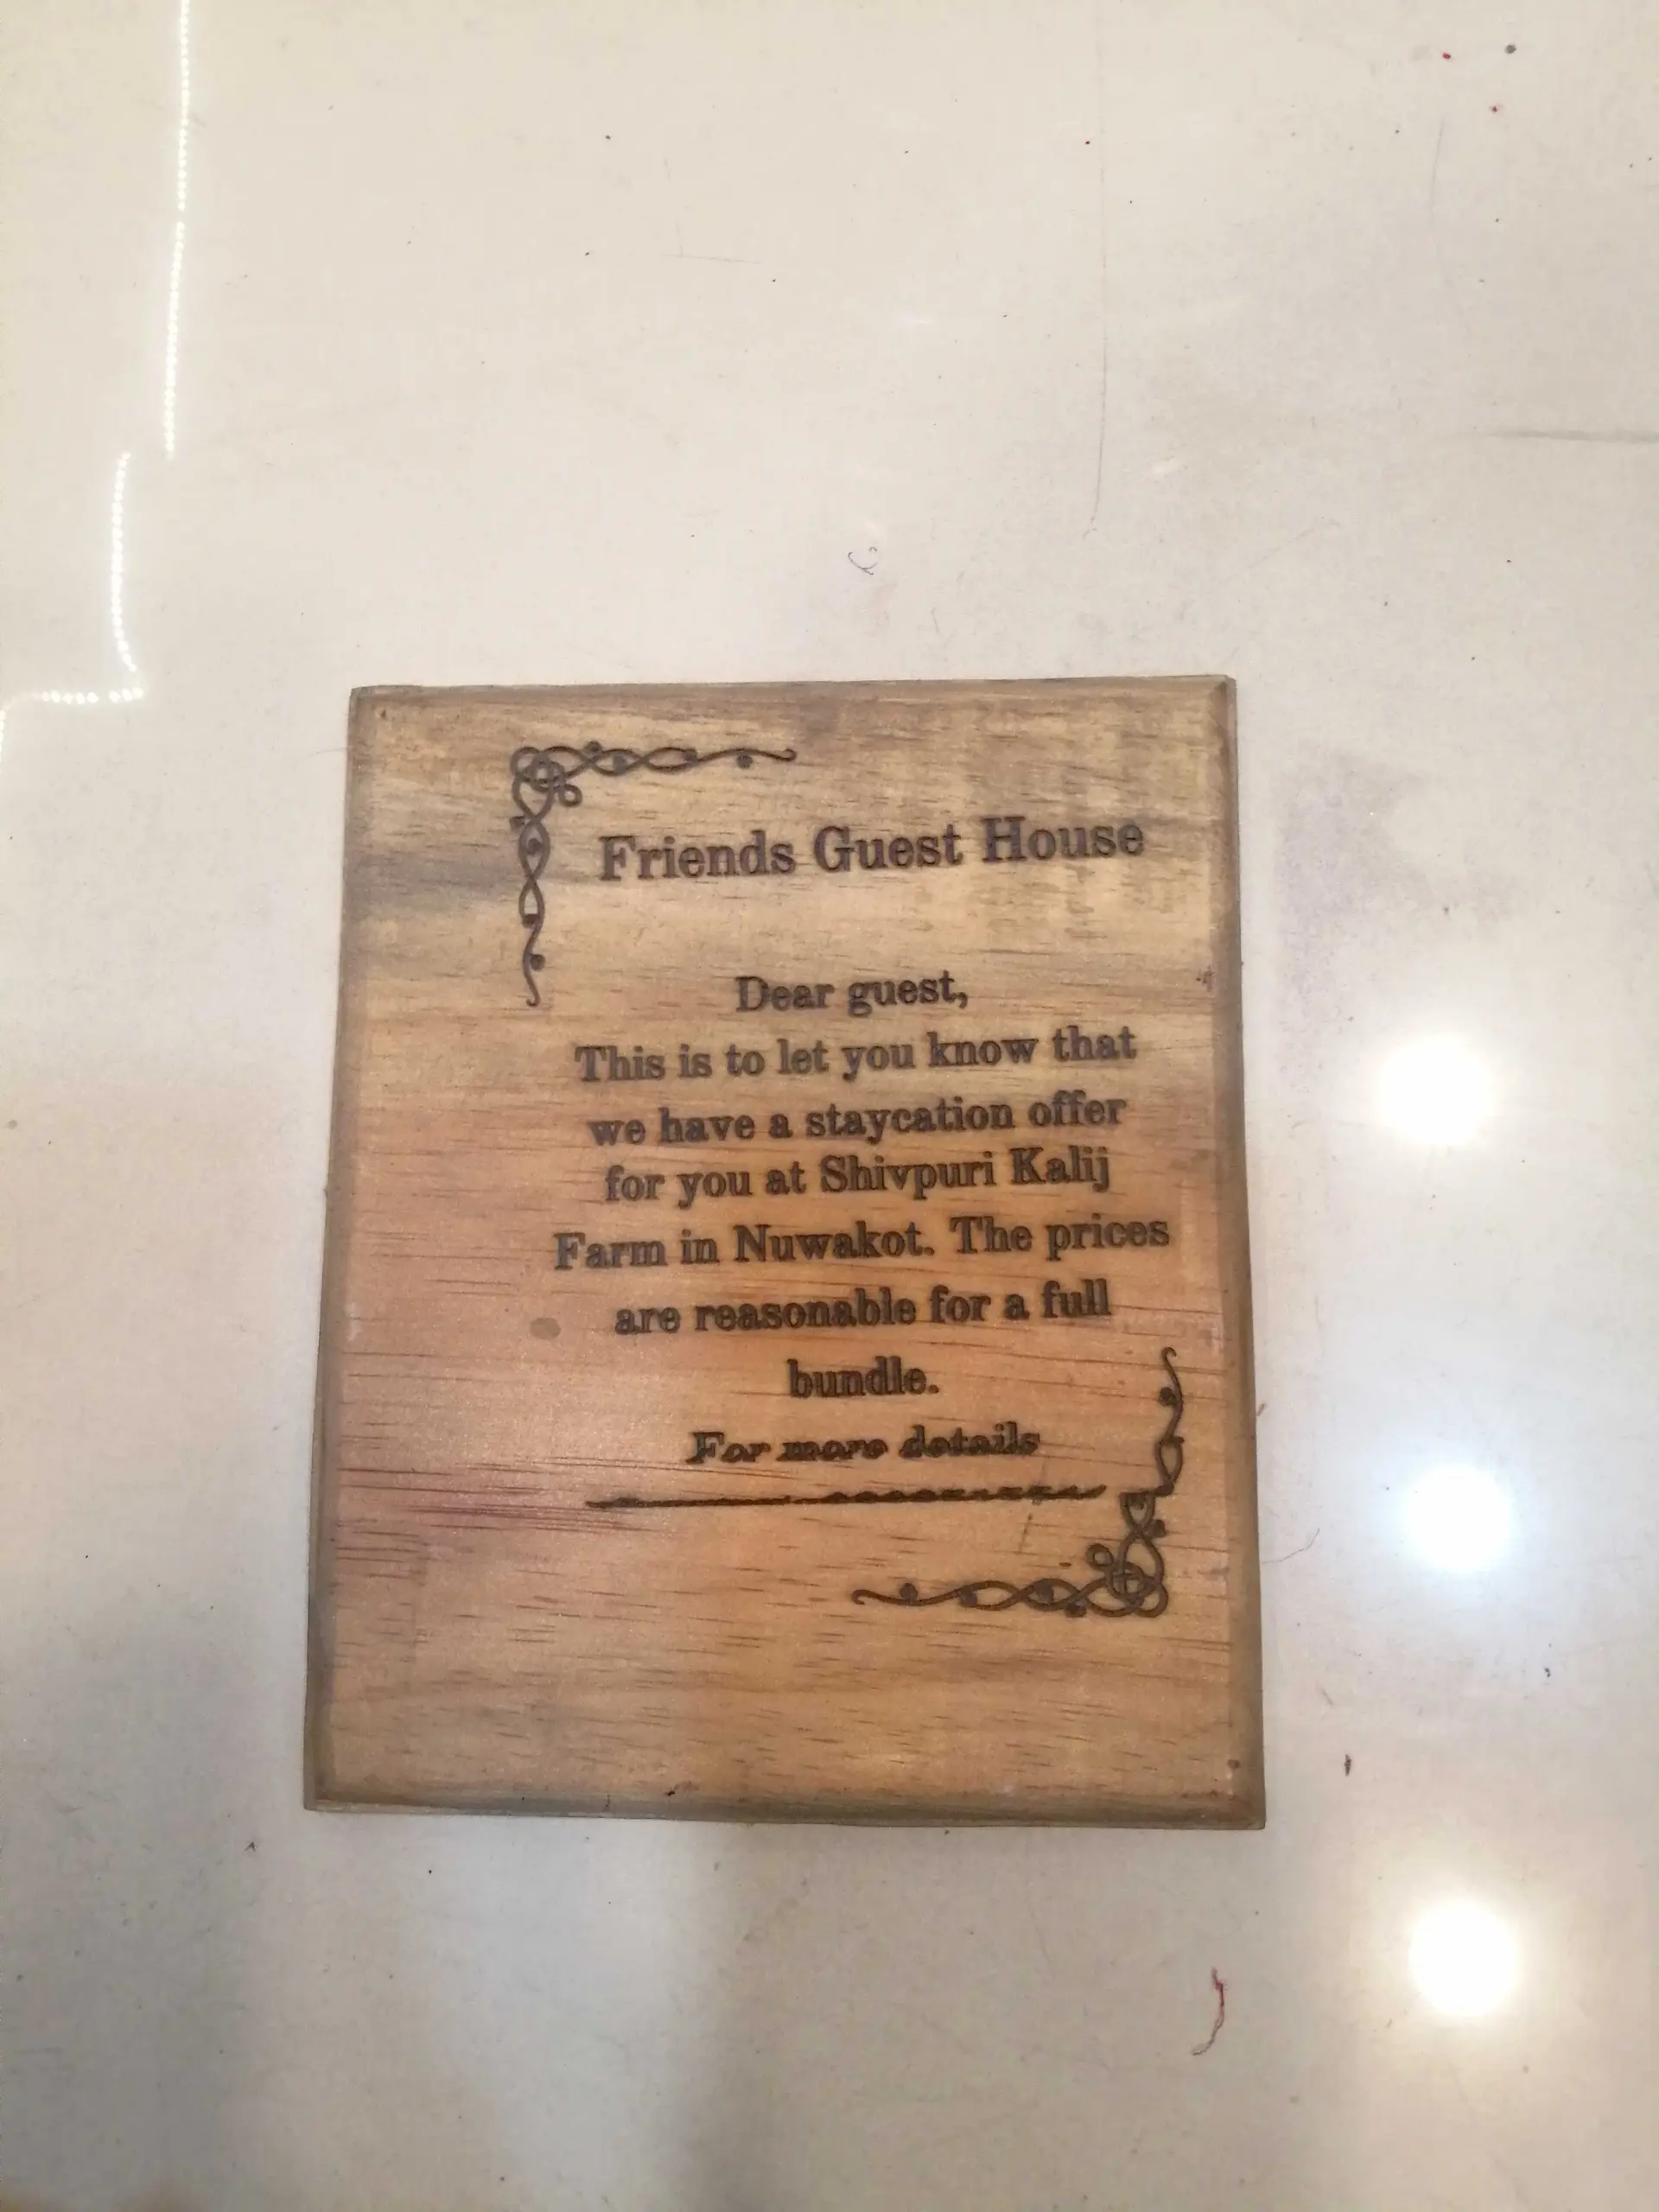 Friends Guest House
Dear guest,
This is to let you know that
we have a staycation offer
for you at Shivpuri Kalij
Farm in Nuwakot. The prices
are reasonable for a full
bundle.
For more details